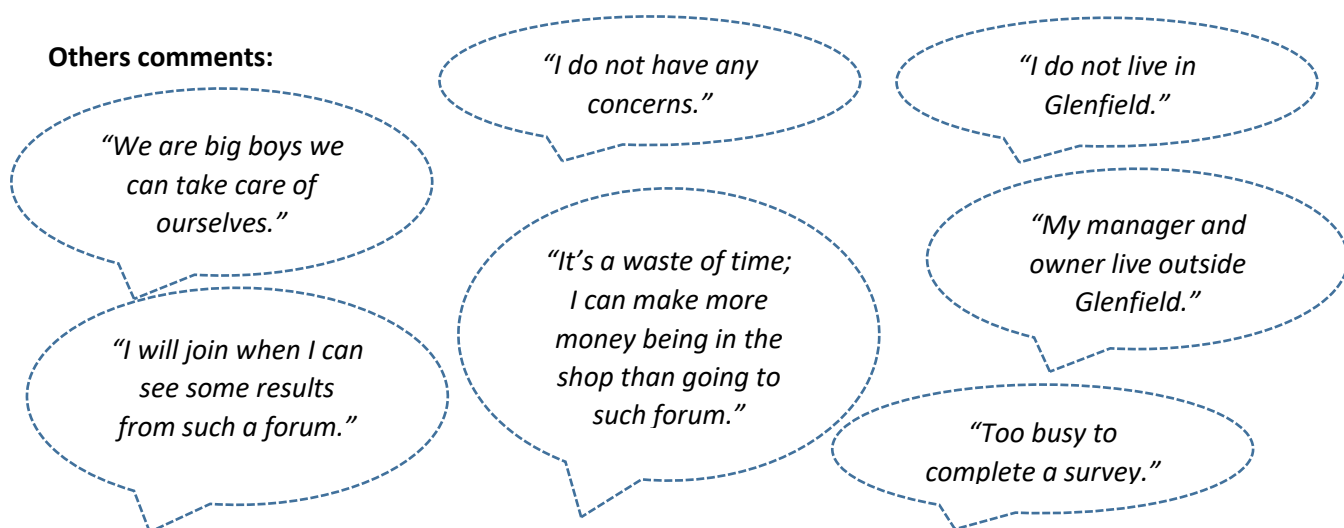 Others comments:
“I do not have any
concerns.”
“I do not live in
Glenfield.”
“We are big boys we
can take care of
ourselves.”
“My manager and
owner live outside
Glenfield.”
“It’s a waste of time;
I can make more
money being in the
shop than going to
such forum.”
“I will join when I can
see some results
from such a forum.”
“Too busy to
complete a survey.”